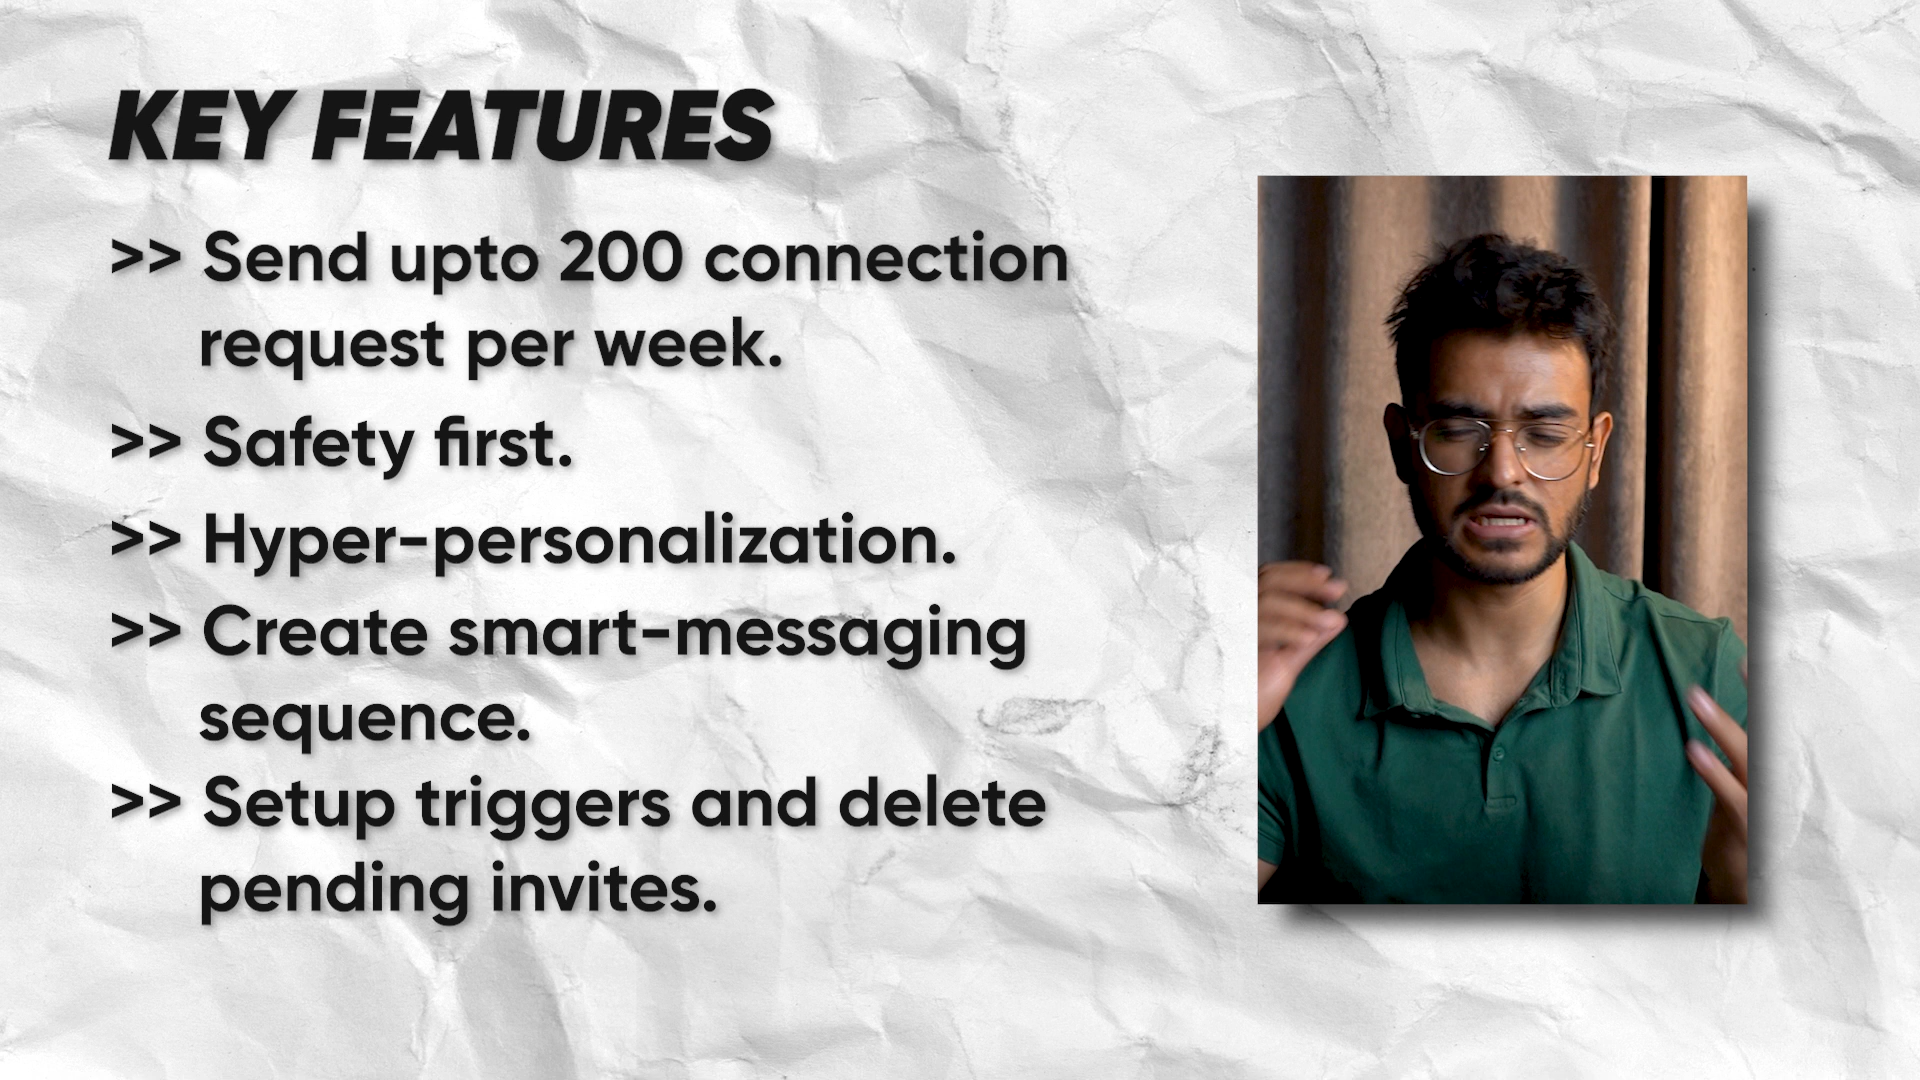 KEY FEATURES
>> Send upto 200 connection
request per week.
>> Safety first.
>> Hyper-personalization.
>> Create smart-messaging
sequence.
>> Setup triggers and delete
pending invites.